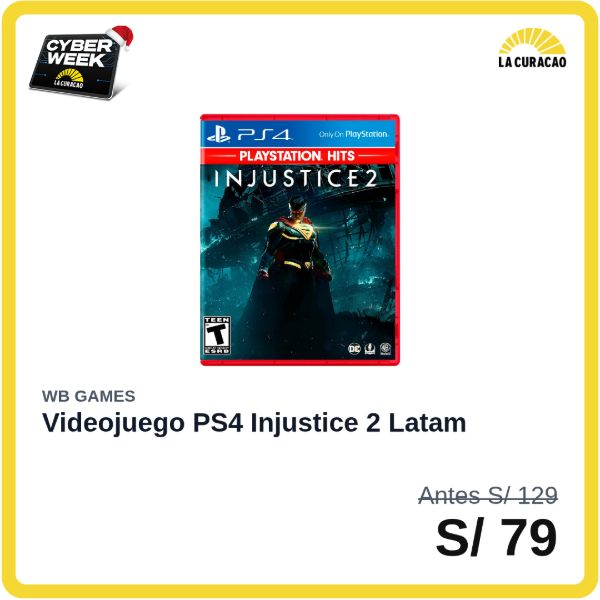 CYBER
WEEK
LA CURACAO
LA CURACAO
PS4
Only On PlayStation
PLAYSTATION HITS
INJUSTICE 2
TEEN
T
ESRB
DC
WB GAMES
Videojuego PS4 Injustice 2 Latam
Antes S/ 129
S/ 79